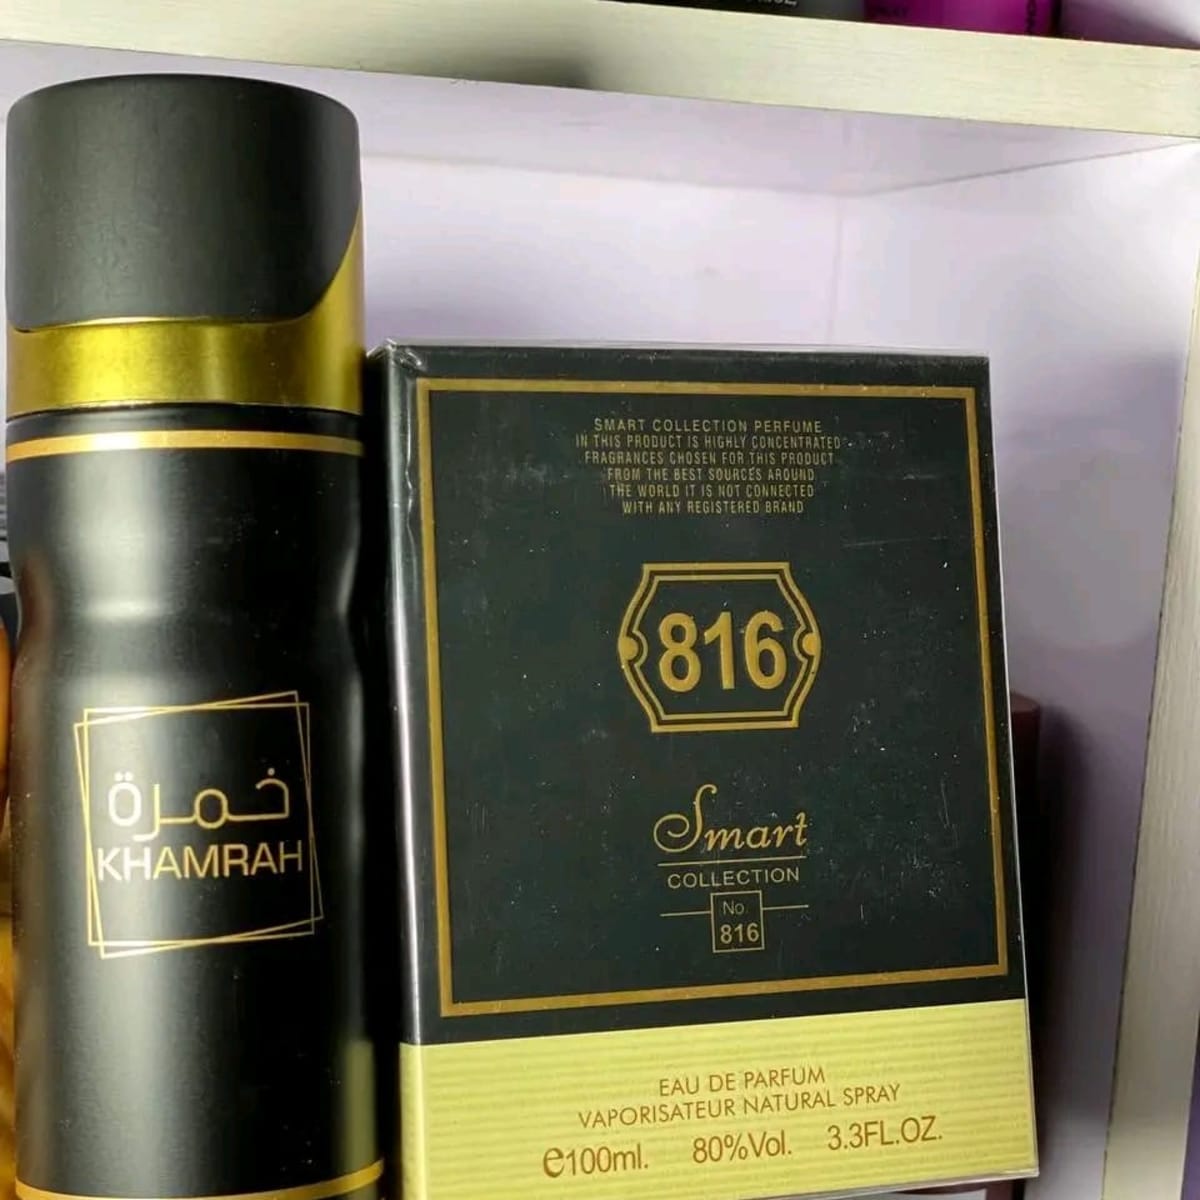 خمرة
KHAMRAH
SMART COLLECTION PERFUME
IN THIS PRODUCT IS HIGHLY CONCENTRATED
FRAGRANCES CHOSEN FOR THIS PRODUCT
FROM THE BEST SOURCES AROUND
THE WORLD IT IS NOT CONNECTED
WITH ANY REGISTERED BRAND
816
Smart
COLLECTION
No.
816
EAU DE PARFUM
VAPORISATEUR NATURAL SPRAY
e100ml. 80%Vol. 3.3FL.OZ.